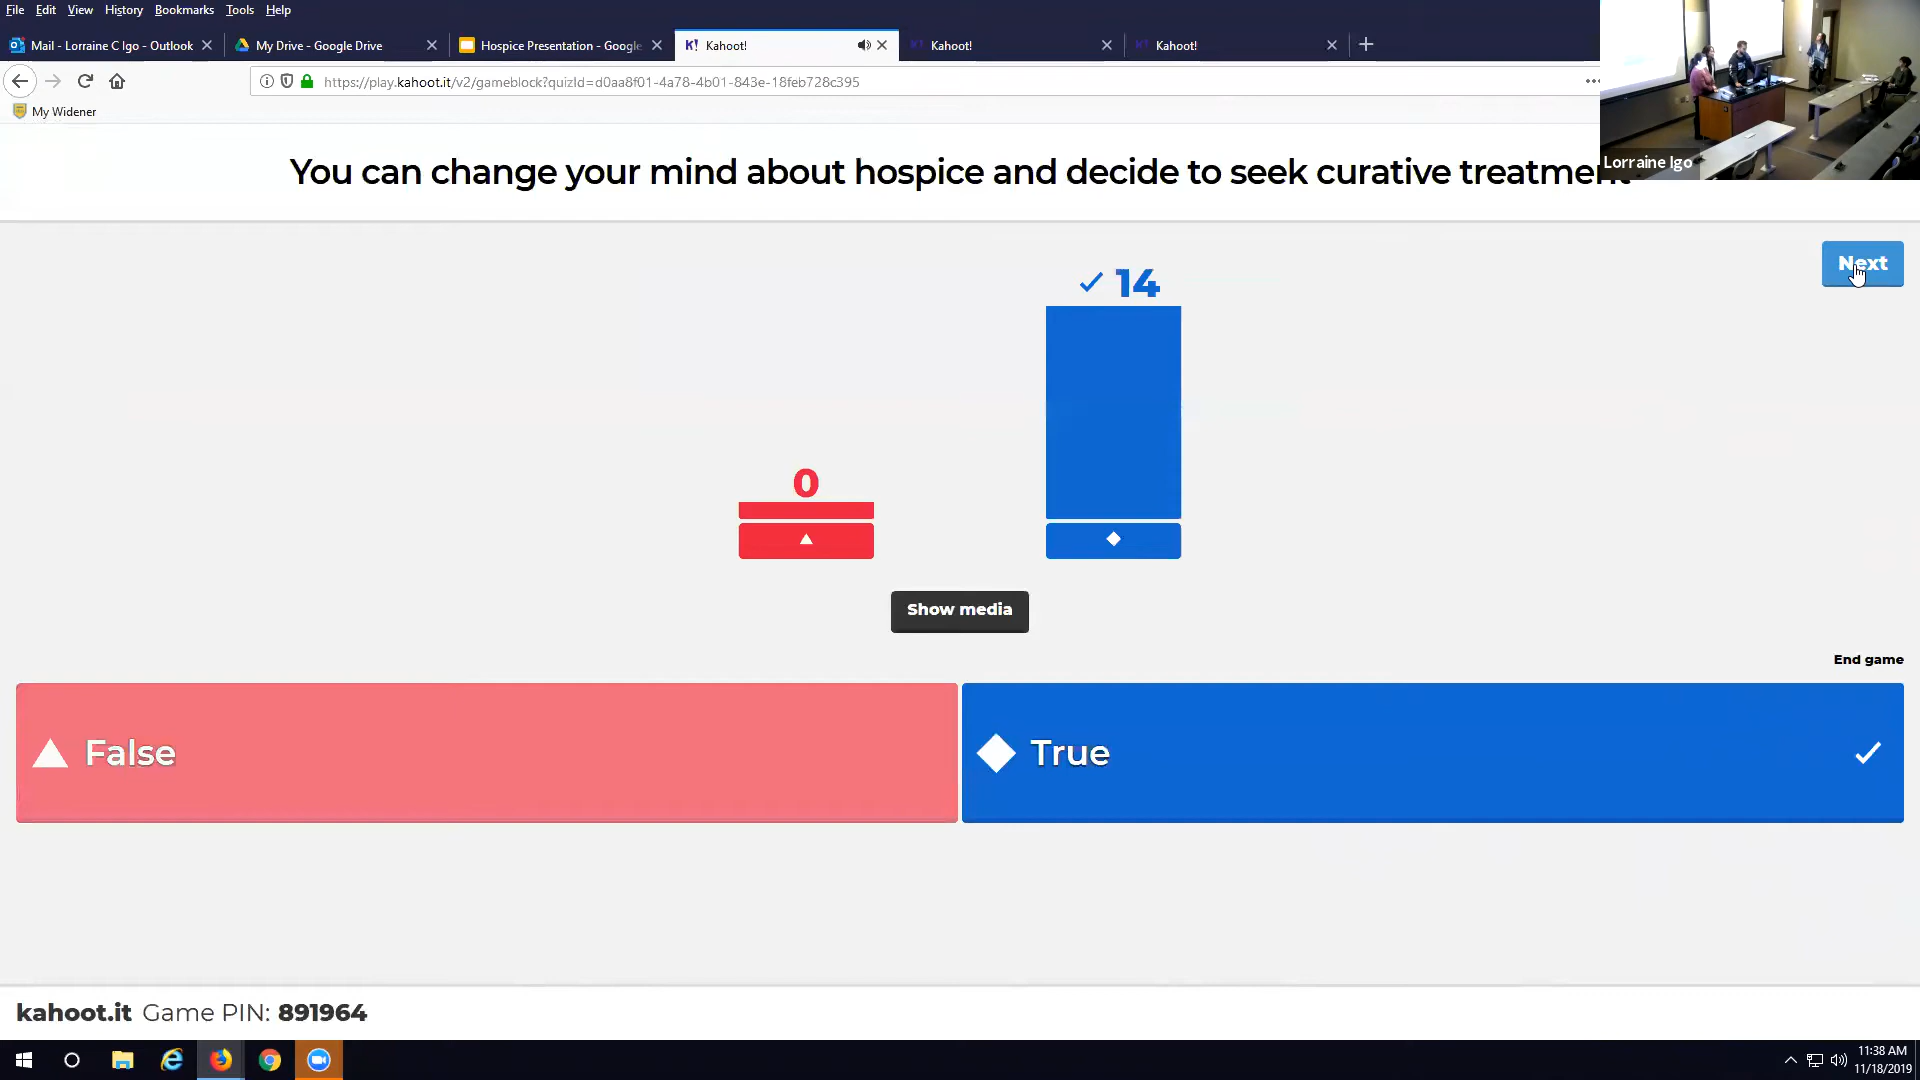 File Edit View History Bookmarks Tools Help
Mail - Lorraine C Igo - Outlook
My Drive - Google Drive
Hospice Presentation - Google
K! Kahoot!
K! Kahoot!
K! Kahoot!
https://play.kahoot.it/v2/gameblock?quizId=d0aa8f01-4a78-4b01-843e-18feb728c395
My Widener
Lorraine Igo
You can change your mind about hospice and decide to seek curative treatment
Next
14
0
Show media
End game
False
True
kahoot.it Game PIN: 891964
11:38 AM
11/18/2019